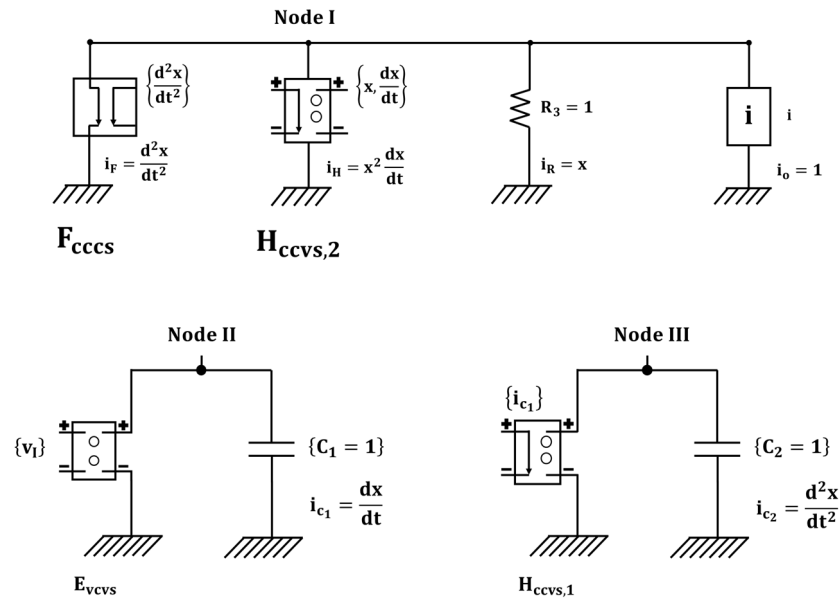 Node I
{d²x/dt²}
{x, dx/dt}
R₃ = 1
i
i
i_F = d²x/dt²
i_H = x² dx/dt
i_R = x
i_o = 1
F_cccs
H_ccvs,2
Node II
Node III
{v_I}
{C₁ = 1}
i_c₁ = dx/dt
E_vcvs
{i_c₁}
{C₂ = 1}
i_c₂ = d²x/dt²
H_ccvs,1